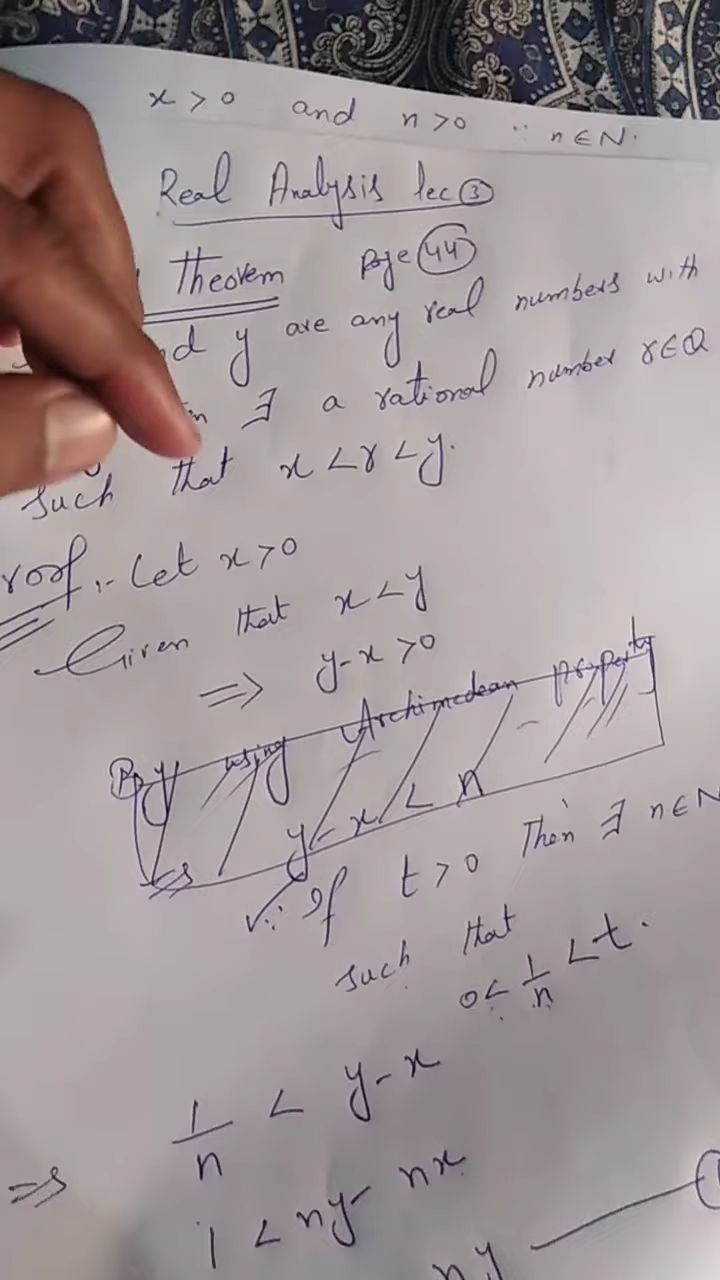 x > 0 and n > 0 ∵ n ∈ N.
Real Analysis lec ③
Theorem Page 44
y are any real numbers with
∃ a rational number r ∈ Q
such that x < r < y.
Proof :- Let x > 0
Given that x < y
⇒ y - x > 0
By using Archimedean property
y - x < n
∵ If t > 0 Then ∃ n ∈ N
such that
0 < 1/n < t.
1/n < y - x
⇒ 1 < ny - nx
ny